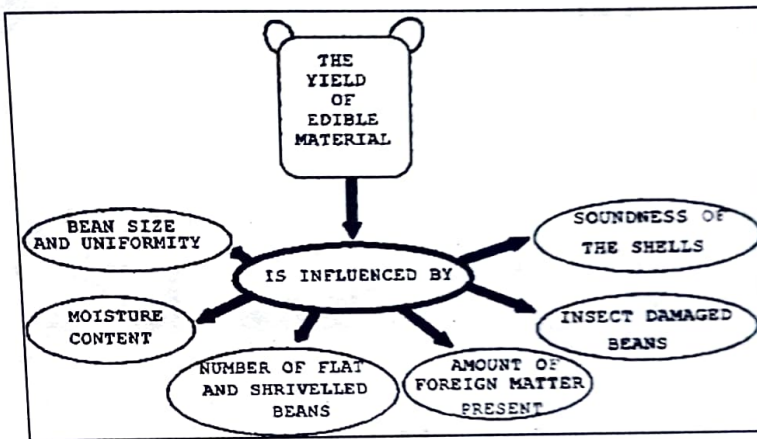 THE
YIELD
OF
EDIBLE
MATERIAL
IS INFLUENCED BY
BEAN SIZE
AND UNIFORMITY
MOISTURE
CONTENT
NUMBER OF FLAT
AND SHRIVELLED
BEANS
AMOUNT OF
FOREIGN MATTER
PRESENT
INSECT DAMAGED
BEANS
SOUNDNESS OF
THE SHELLS